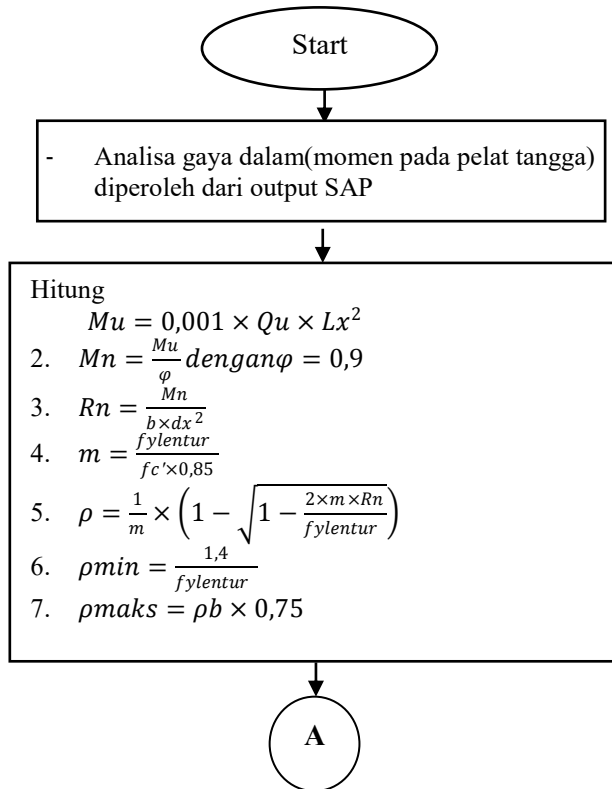 Start
- Analisa gaya dalam(momen pada pelat tangga)
diperoleh dari output SAP
Hitung
Mu = 0,001 × Qu × Lx²
2. Mn = Mu/φ denganφ = 0,9
3. Rn = Mn/(b×dx²)
4. m = fylentur/(fc'×0,85)
5. ρ = 1/m × (1 − √(1 − (2×m×Rn)/fylentur))
6. ρmin = 1,4/fylentur
7. ρmaks = ρb × 0,75
A